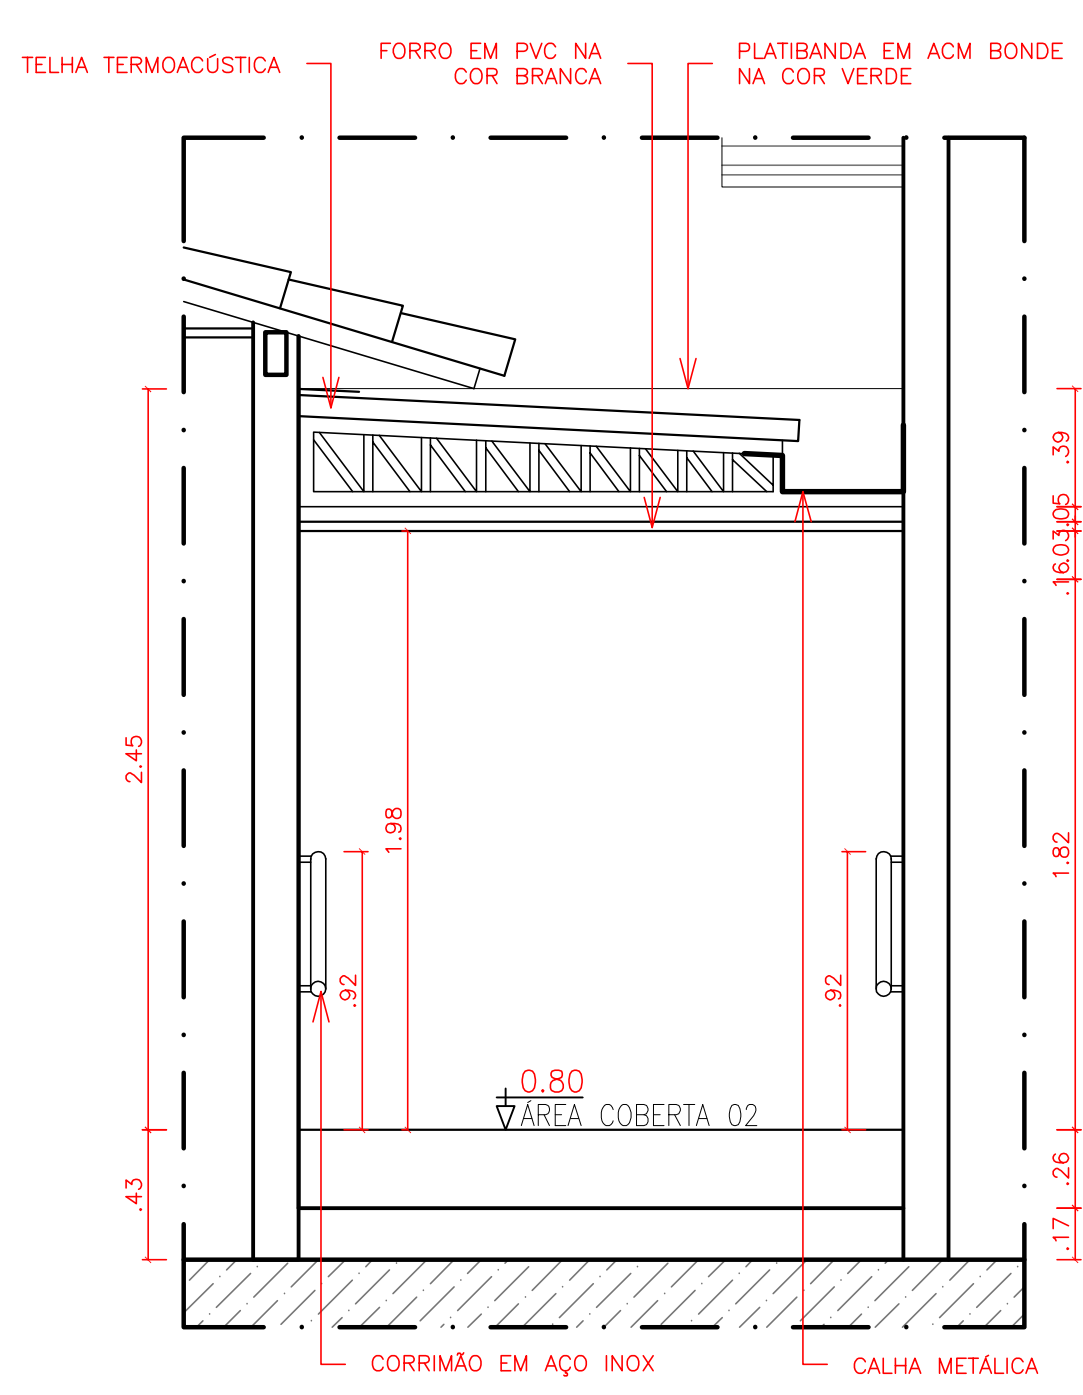 TELHA TERMOACÚSTICA
FORRO EM PVC NA
COR BRANCA
PLATIBANDA EM ACM BONDE
NA COR VERDE
.39
.05
.03
.16
2.45
1.98
1.82
.92
.92
0.80
ÁREA COBERTA 02
.43
.26
.17
CORRIMÃO EM AÇO INOX
CALHA METÁLICA